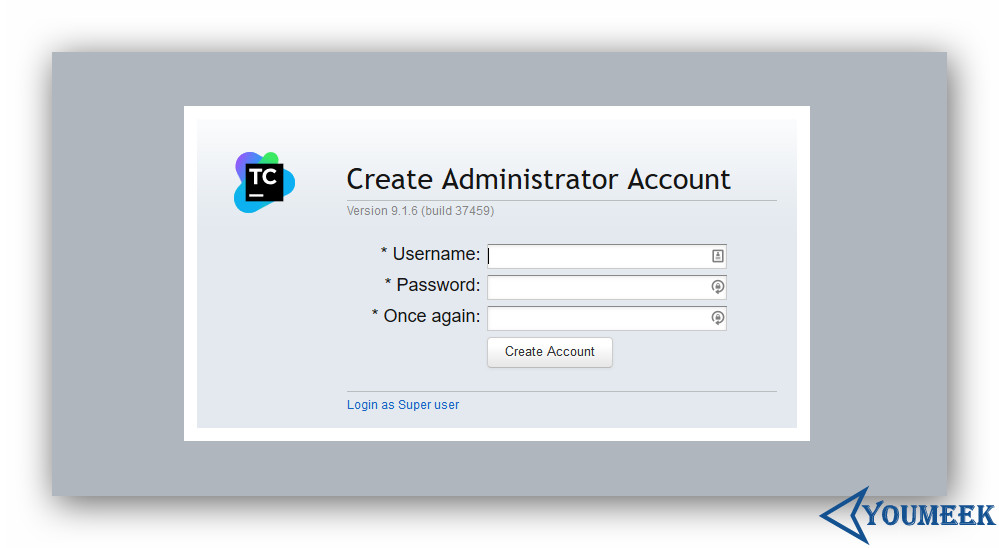 TC
Create Administrator Account
Version 9.1.6 (build 37459)
* Username:
* Password:
* Once again:
Create Account
Login as Super user
YOUMEEK